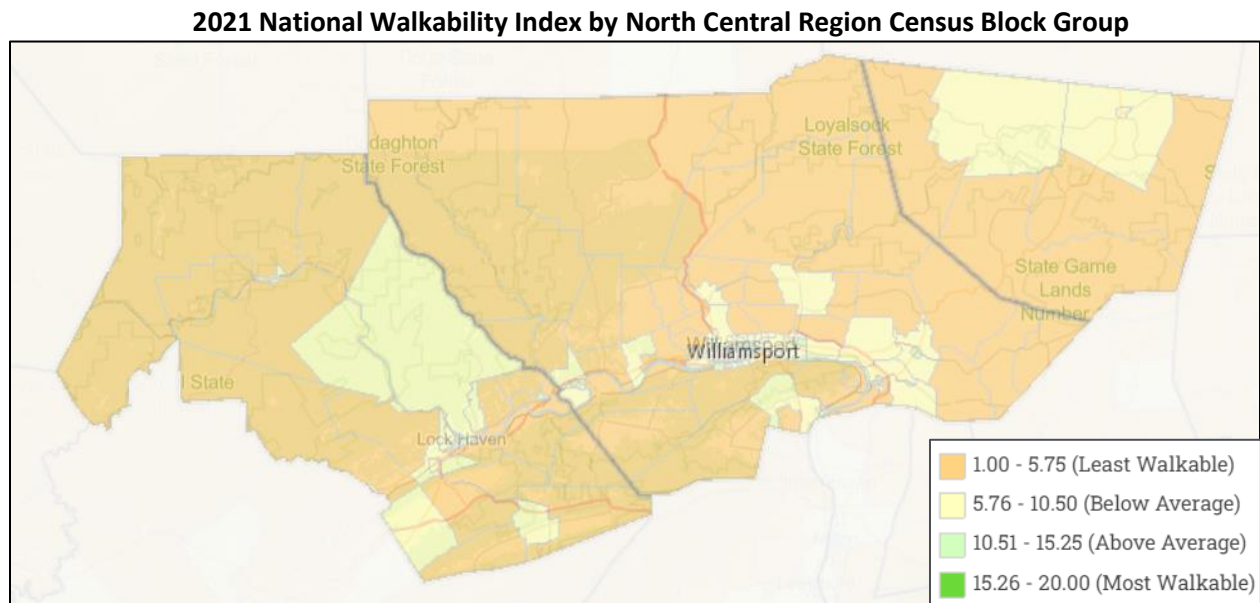 2021 National Walkability Index by North Central Region Census Block Group
daghton
State Forest
Loyalsock
State Forest
State Game
Lands
Number
Williamsport
l State
Lock Haven
1.00 - 5.75 (Least Walkable)
5.76 - 10.50 (Below Average)
10.51 - 15.25 (Above Average)
15.26 - 20.00 (Most Walkable)